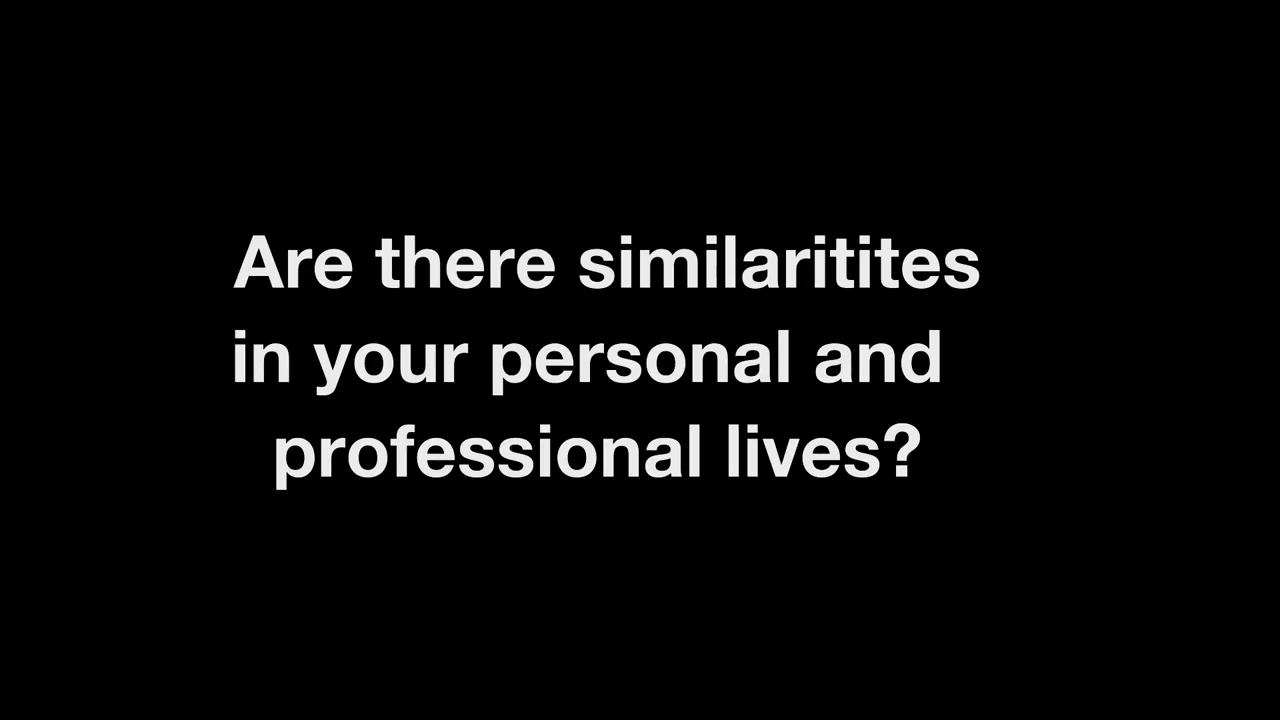 Are there similaritites
in your personal and
professional lives?